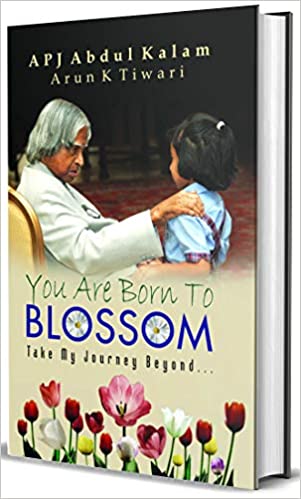 APJ Abdul Kalam
Arun K Tiwari
You Are Born To
BLOSSOM
Take My Journey Beyond...